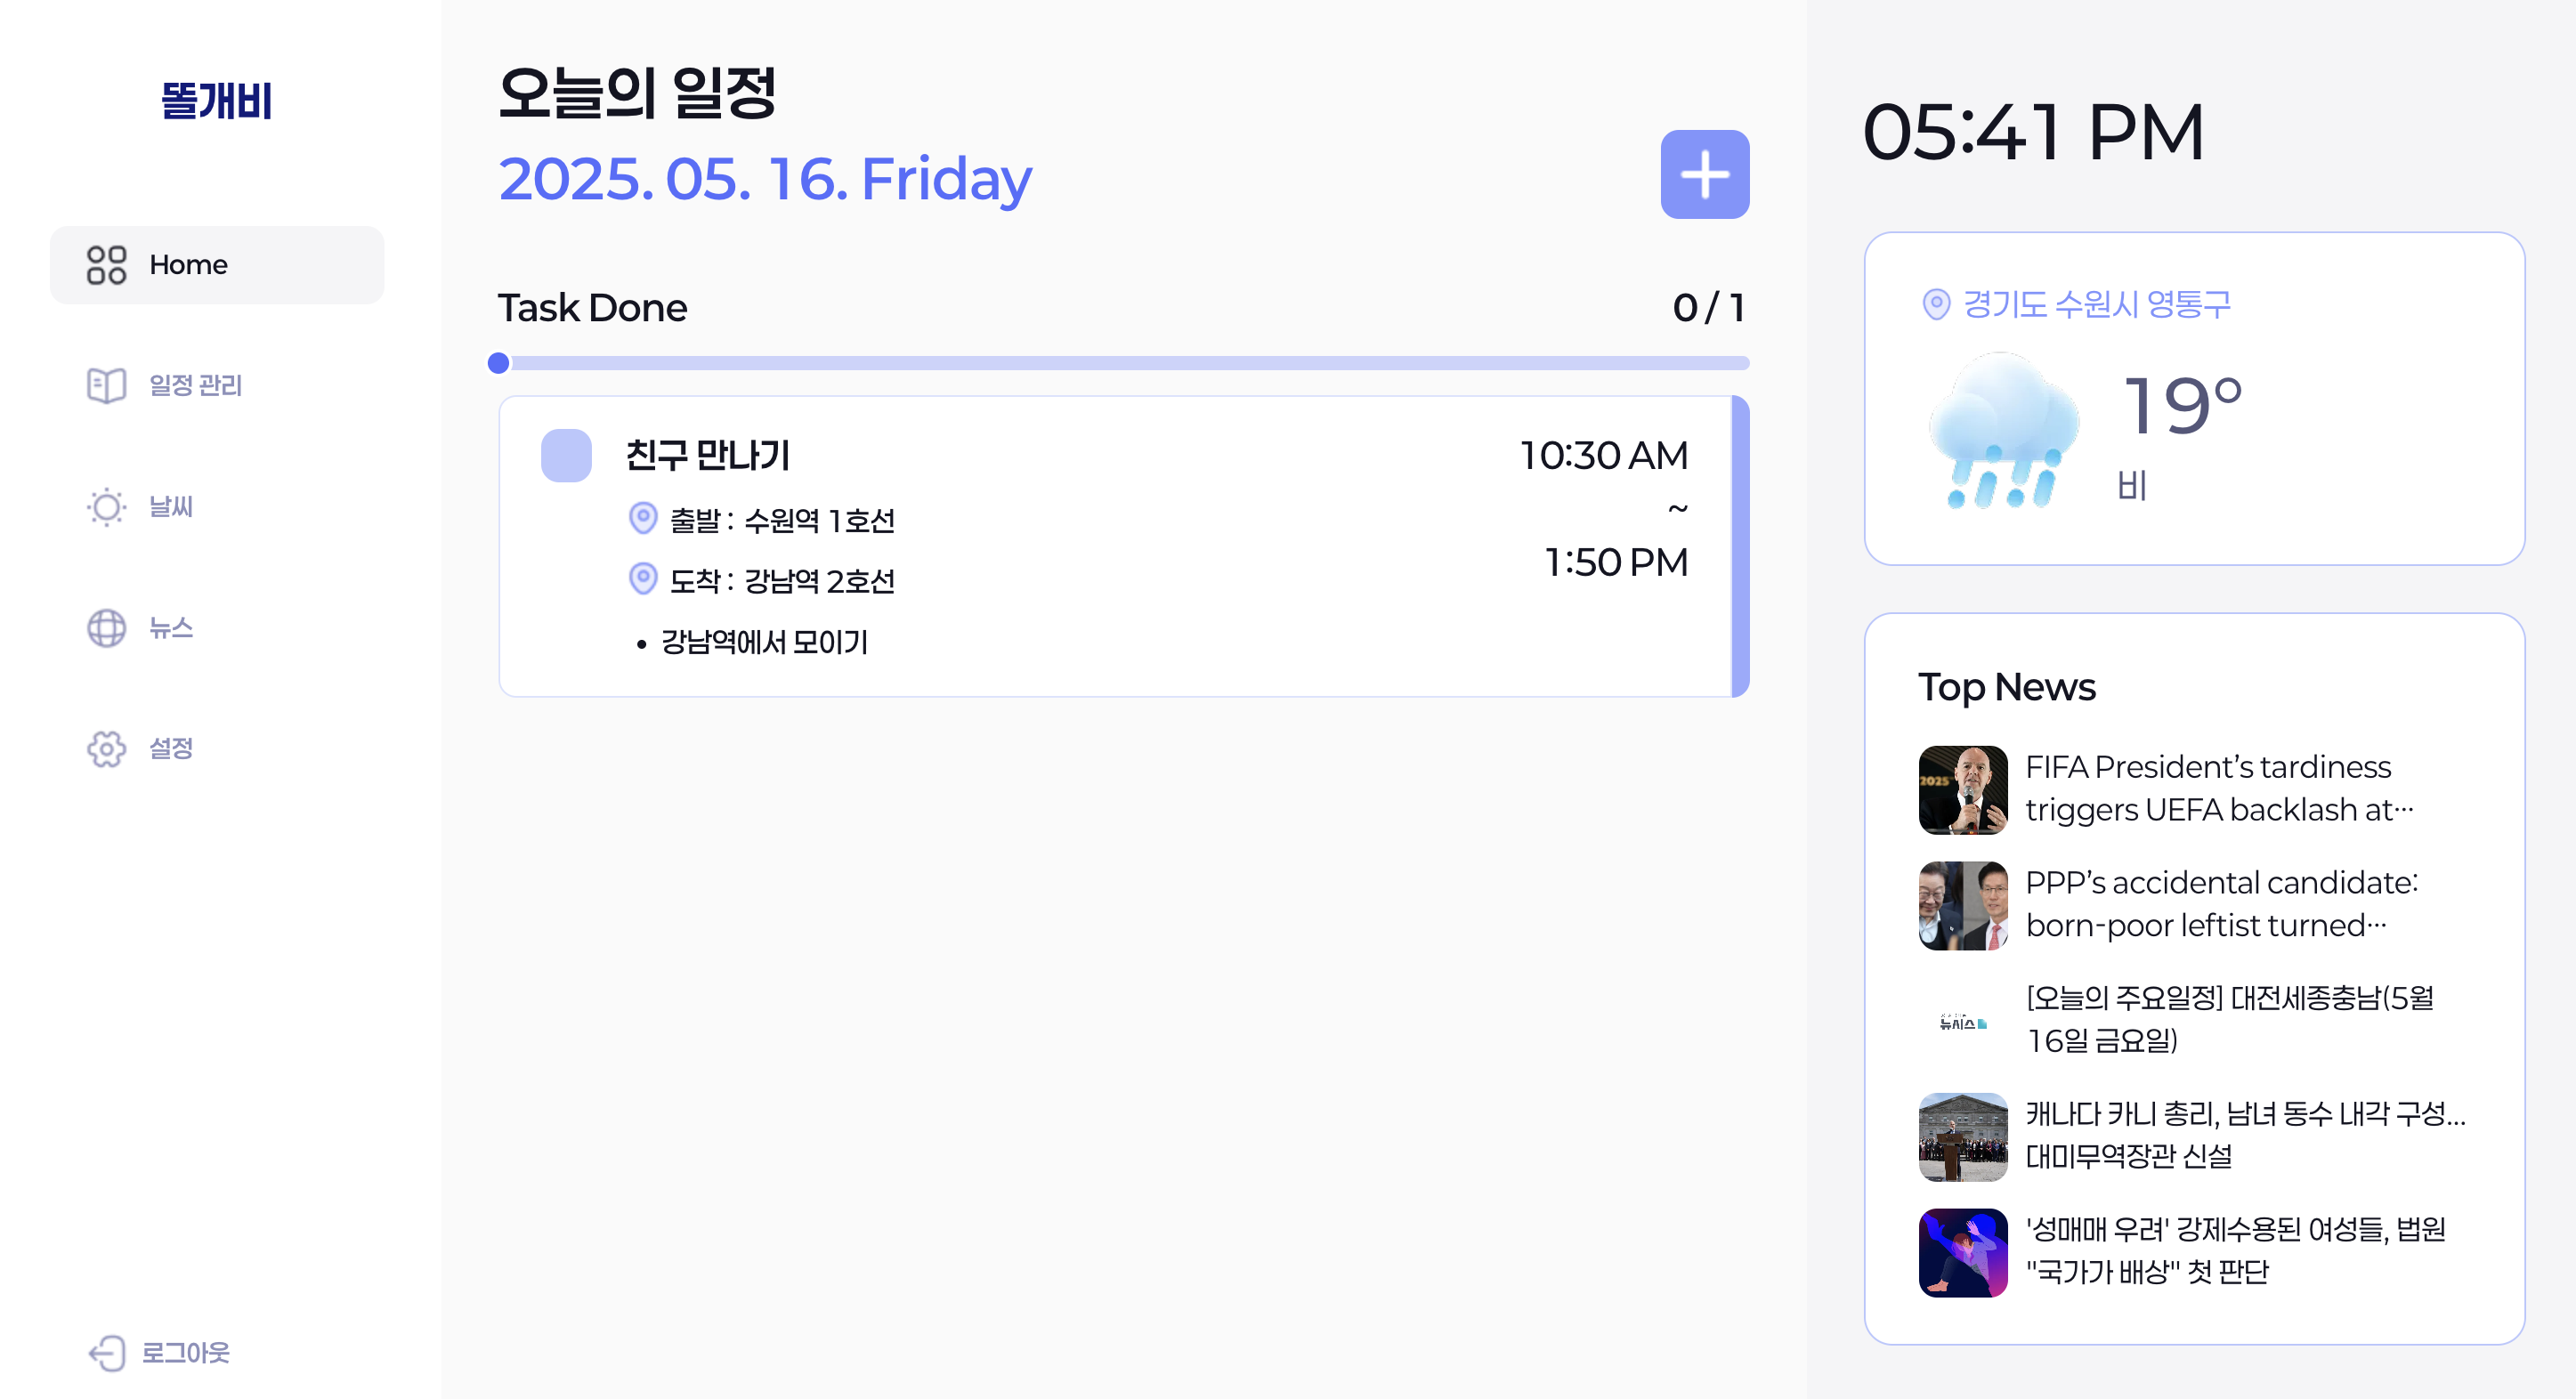 똘개비
Home
일정 관리
날씨
뉴스
설정
로그아웃
오늘의 일정
2025. 05. 16. Friday
Task Done
0 / 1
친구 만나기
출발 : 수원역 1호선
도착 : 강남역 2호선
• 강남역에서 모이기
10:30 AM
~
1:50 PM
05:41 PM
경기도 수원시 영통구
19°
비
Top News
2025
FIFA President’s tardiness
triggers UEFA backlash at…
PPP’s accidental candidate:
born-poor leftist turned…
뉴시스
[오늘의 주요일정] 대전세종충남(5월
16일 금요일)
캐나다 카니 총리, 남녀 동수 내각 구성…
대미무역장관 신설
'성매매 우려' 강제수용된 여성들, 법원
"국가가 배상" 첫 판단